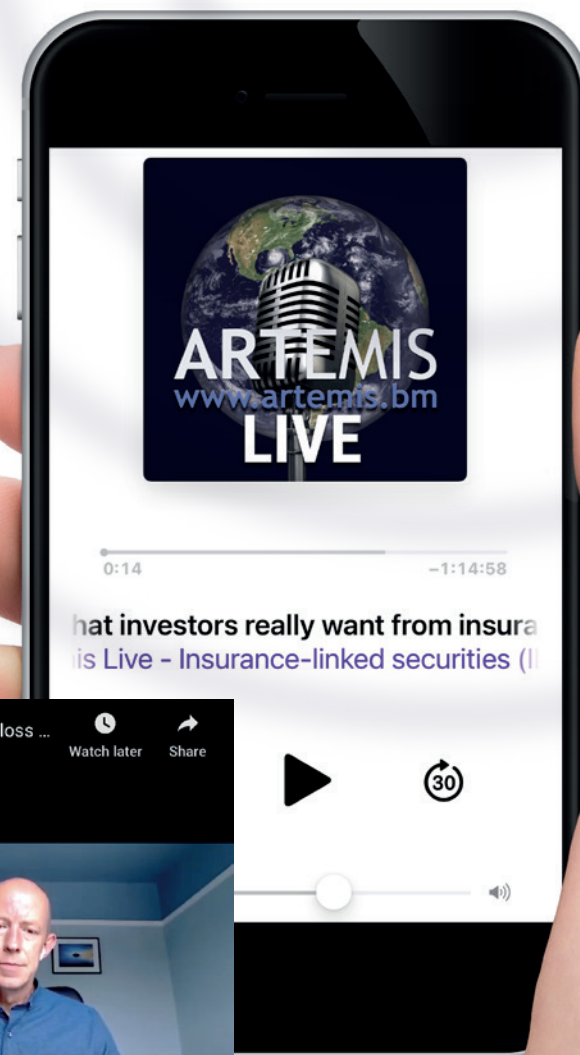 ARTEMIS
www.artemis.bm
LIVE
0:14 -1:14:58
hat investors really want from insura
is Live - Insurance-linked securities (I
30
loss ...
Watch later Share